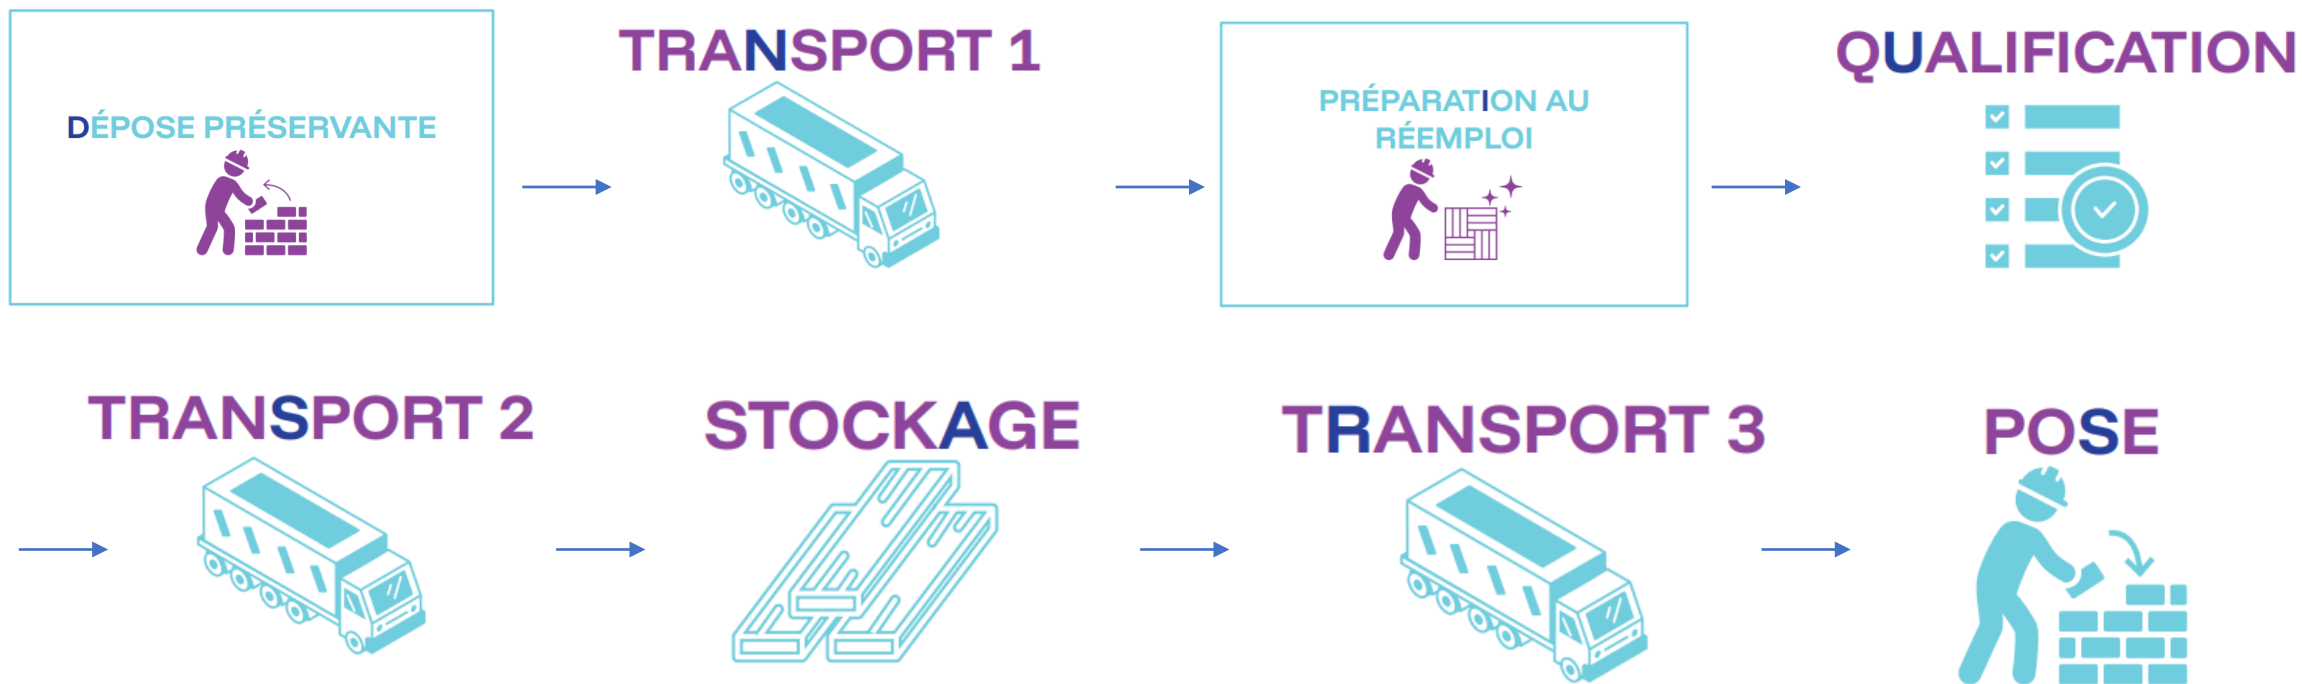 DÉPOSE PRÉSERVANTE
TRANSPORT 1
PRÉPARATION AU
RÉEMPLOI
QUALIFICATION
TRANSPORT 2
STOCKAGE
TRANSPORT 3
POSE